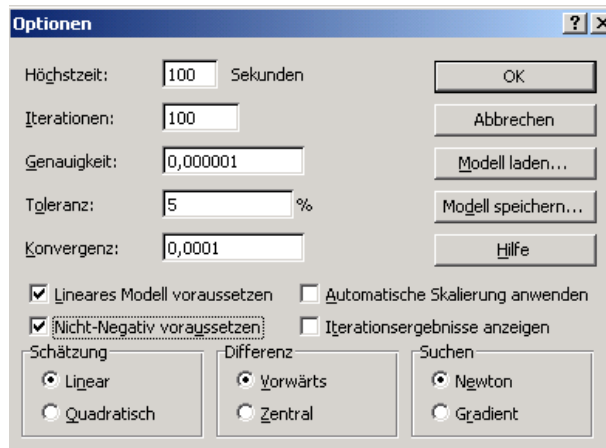 Optionen
Höchstzeit: 100 Sekunden OK
Iterationen: 100 Abbrechen
Genauigkeit: 0,000001 Modell laden...
Toleranz: 5 % Modell speichern...
Konvergenz: 0,0001 Hilfe
Lineares Modell voraussetzen Automatische Skalierung anwenden
Nicht-Negativ voraussetzen Iterationsergebnisse anzeigen
Schätzung Differenz Suchen
Linear Vorwärts Newton
Quadratisch Zentral Gradient